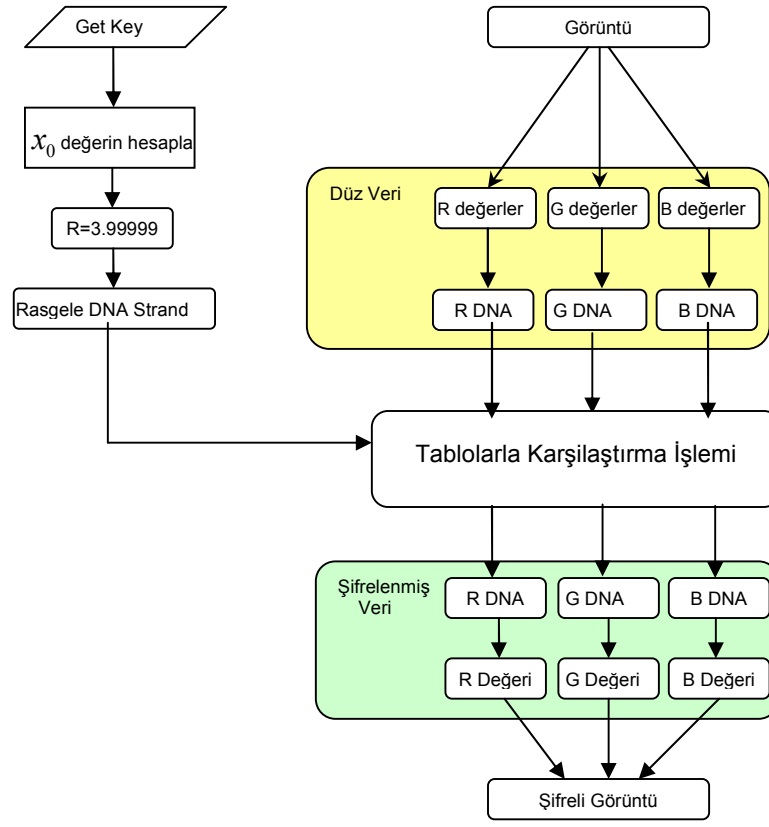 Get Key
x0 değerin hesapla
R=3.99999
Rasgele DNA Strand
Görüntü
Düz Veri
R değerler
G değerler
B değerler
R DNA
G DNA
B DNA
Tablolarla Karşilaştırma İşlemi
Şifrelenmiş
Veri
R DNA
G DNA
B DNA
R Değeri
G Değeri
B Değeri
Şifreli Görüntü